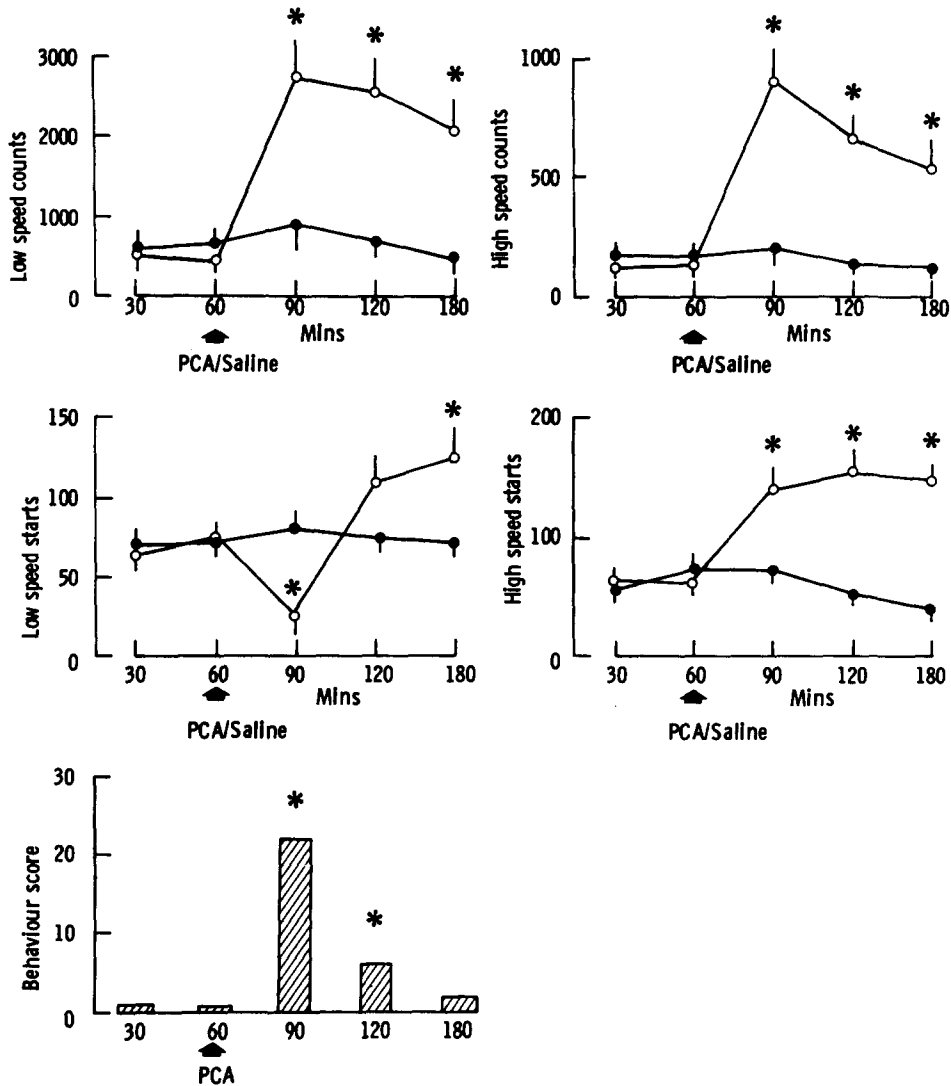 Low speed counts
3000
2000
1000
0
* * *
30 60 90 120 180
Mins
PCA/Saline
High speed counts
1000
500
0
* * *
30 60 90 120 180
Mins
PCA/Saline
Low speed starts
150
100
50
0
* *
30 60 90 120 180
Mins
PCA/Saline
High speed starts
200
100
0
* * *
30 60 90 120 180
Mins
PCA/Saline
Behaviour score
30
20
10
0
* *
30 60 90 120 180
PCA